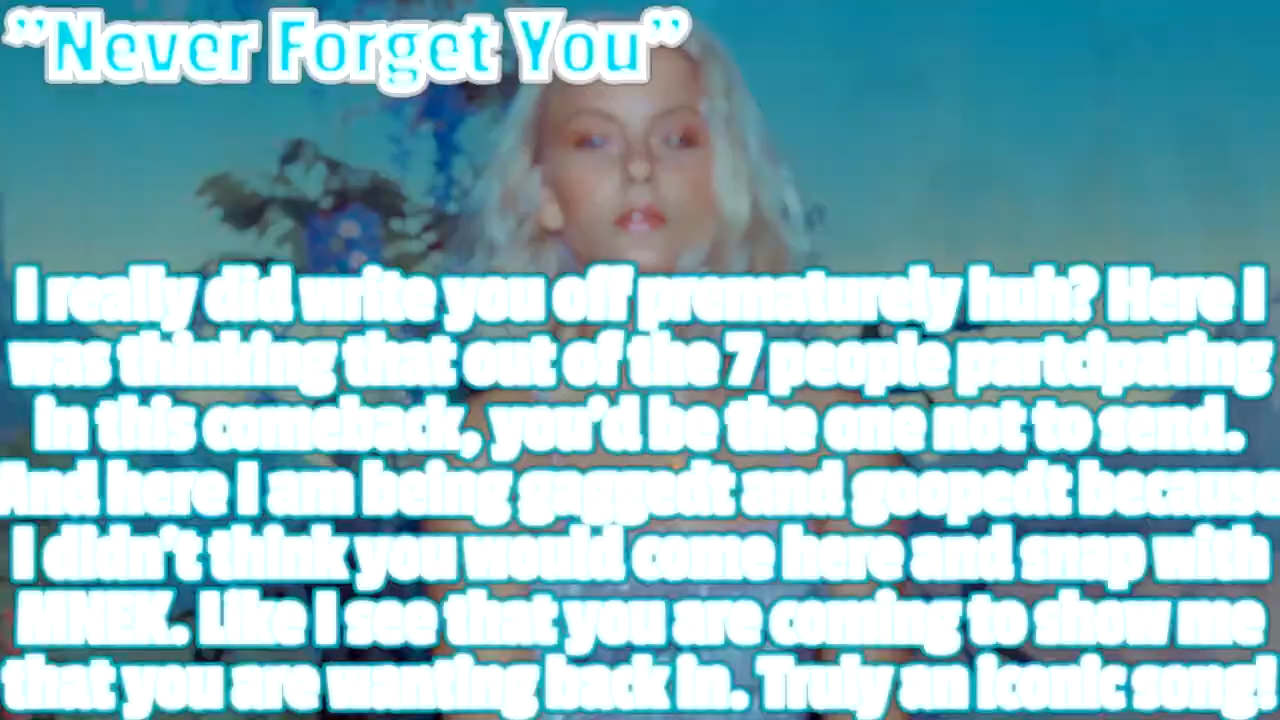 ”Never Forget You”
I really did write you off prematurely huh? Here I
was thinking that out of the 7 people partcipating
in this comeback, you’d be the one not to send.
And here I am being gaggedt and goopedt because
I didn’t think you would come here and snap with
MNEK. Like I see that you are coming to show me
that you are wanting back in. Truly an iconic song!